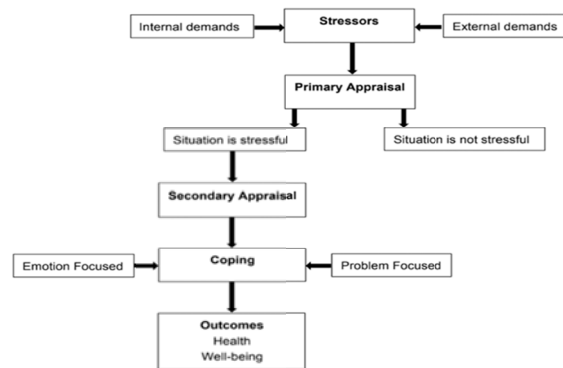 Stressors
Internal demands
External demands
Primary Appraisal
Situation is stressful
Situation is not stressful
Secondary Appraisal
Coping
Emotion Focused
Problem Focused
Outcomes
Health
Well-being